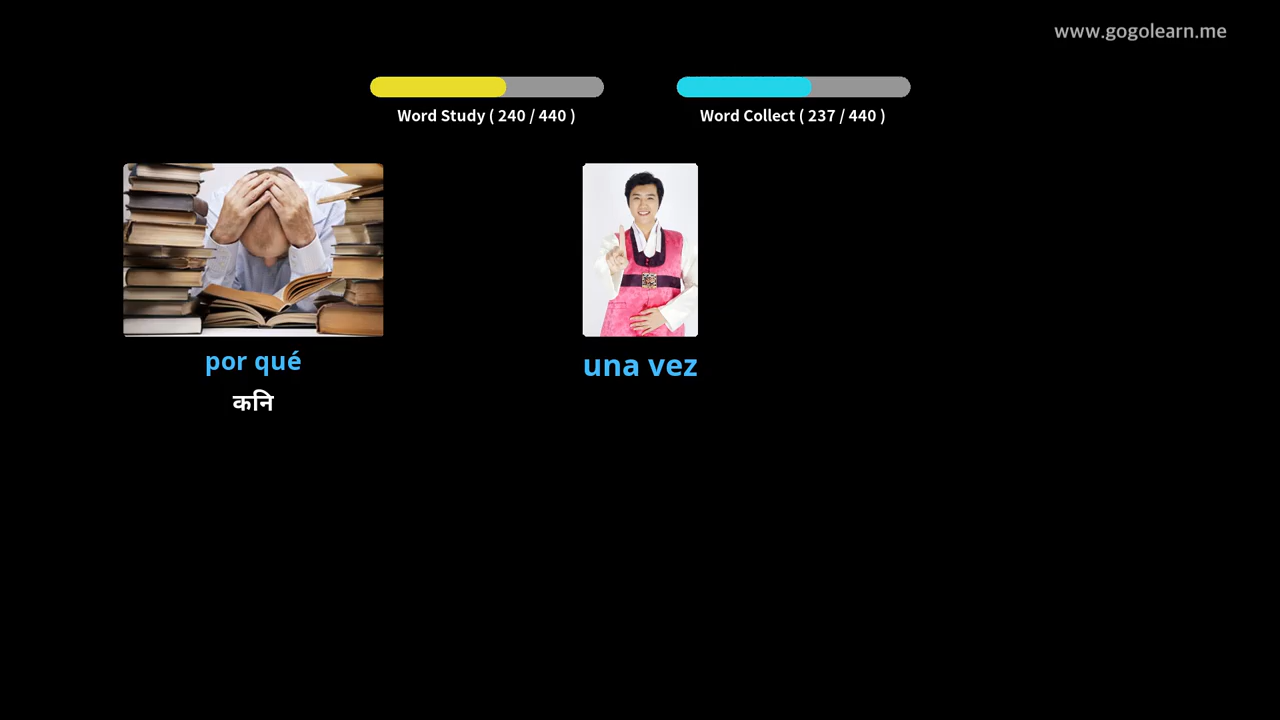 www.gogolearn.me
Word Study ( 240 / 440 )
Word Collect ( 237 / 440 )
por qué
una vez
कनि